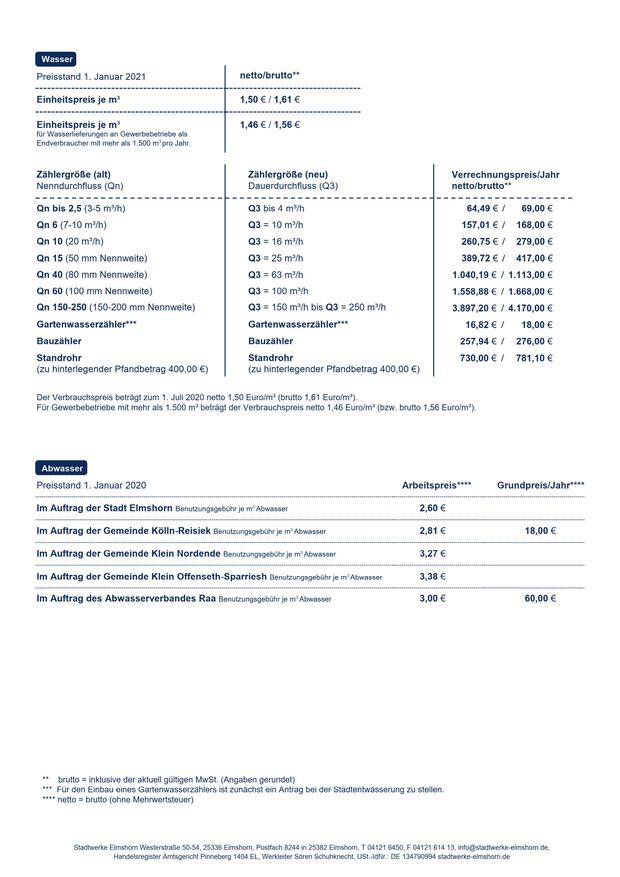 Wasser
Preisstand 1. Januar 2021 netto/brutto**
Einheitspreis je m³ 1,50 € / 1,61 €
Einheitspreis je m³ 1,46 € / 1,56 €
für Wasserlieferungen an Gewerbebetriebe als
Endverbraucher mit mehr als 1.500 m³ pro Jahr.
Zählergröße (alt) Zählergröße (neu) Verrechnungspreis/Jahr
Nenndurchfluss (Qn) Dauerdurchfluss (Q3) netto/brutto**
Qn bis 2,5 (3-5 m³/h) Q3 bis 4 m³/h 64,49 € / 69,00 €
Qn 6 (7-10 m³/h) Q3 = 10 m³/h 157,01 € / 168,00 €
Qn 10 (20 m³/h) Q3 = 16 m³/h 260,75 € / 279,00 €
Qn 15 (50 mm Nennweite) Q3 = 25 m³/h 389,72 € / 417,00 €
Qn 40 (80 mm Nennweite) Q3 = 63 m³/h 1.040,19 € / 1.113,00 €
Qn 60 (100 mm Nennweite) Q3 = 100 m³/h 1.558,88 € / 1.668,00 €
Qn 150-250 (150-200 mm Nennweite) Q3 = 150 m³/h bis Q3 = 250 m³/h 3.897,20 € / 4.170,00 €
Gartenwasserzähler*** Gartenwasserzähler*** 16,82 € / 18,00 €
Bauzähler Bauzähler 257,94 € / 276,00 €
Standrohr Standrohr 730,00 € / 781,10 €
(zu hinterlegender Pfandbetrag 400,00 €) (zu hinterlegender Pfandbetrag 400,00 €)
Der Verbrauchspreis beträgt zum 1. Juli 2020 netto 1,50 Euro/m³ (brutto 1,61 Euro/m³).
Für Gewerbebetriebe mit mehr als 1.500 m³ beträgt der Verbrauchspreis netto 1,46 Euro/m³ (bzw. brutto 1,56 Euro/m³).
Abwasser
Preisstand 1. Januar 2020 Arbeitspreis**** Grundpreis/Jahr****
Im Auftrag der Stadt Elmshorn Benutzungsgebühr je m³ Abwasser 2,60 €
Im Auftrag der Gemeinde Kölln-Reisiek Benutzungsgebühr je m³ Abwasser 2,81 € 18,00 €
Im Auftrag der Gemeinde Klein Nordende Benutzungsgebühr je m³ Abwasser 3,27 €
Im Auftrag der Gemeinde Klein Offenseth-Sparriesh Benutzungsgebühr je m³ Abwasser 3,38 €
Im Auftrag des Abwasserverbandes Raa Benutzungsgebühr je m³ Abwasser 3,00 € 60,00 €
** brutto = inklusive der aktuell gültigen MwSt. (Angaben gerundet)
*** Für den Einbau eines Gartenwasserzählers ist zunächst ein Antrag bei der Stadtentwässerung zu stellen.
**** netto = brutto (ohne Mehrwertsteuer)
Stadtwerke Elmshorn Westerstraße 50-54, 25336 Elmshorn, Postfach 8244 in 25382 Elmshorn, T 04121 6450, F 04121 614 13, info@stadtwerke-elmshorn.de,
Handelsregister Amtsgericht Pinneberg 1404 EL, Werkleiter Sören Schuhknecht, USt.-IdNr.: DE 134790994 stadtwerke-elmshorn.de